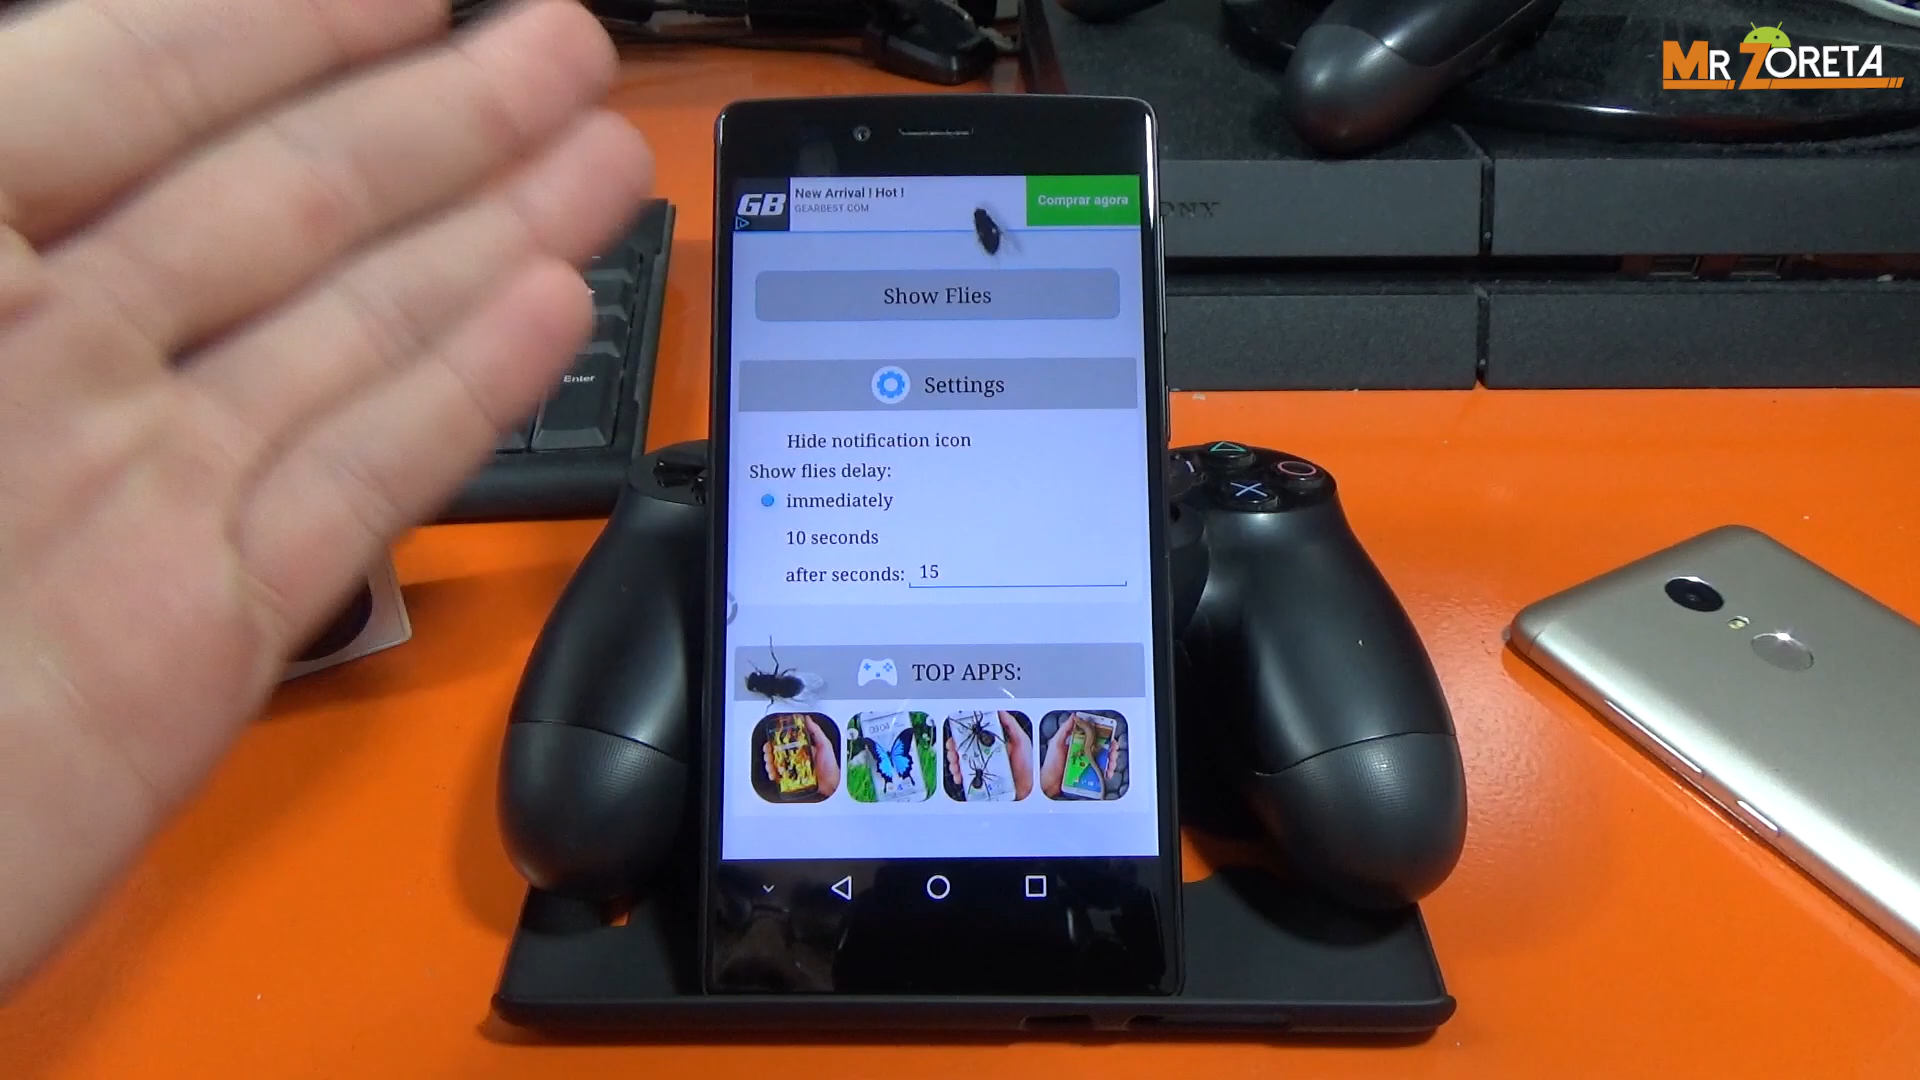 MR ZORETA
GB
New Arrival ! Hot !
GEARBEST.COM
Comprar agora
SONY
Show Flies
Enter
Settings
Hide notification icon
Show flies delay:
immediately
10 seconds
after seconds: 15
TOP APPS: